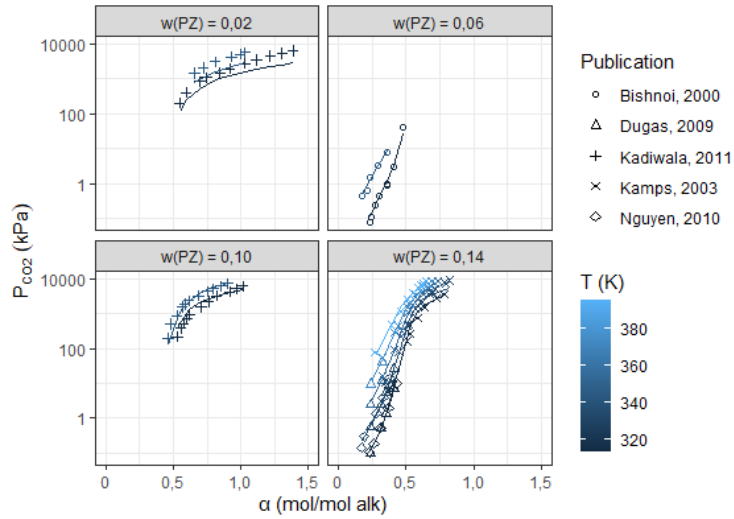 w(PZ) = 0,02
w(PZ) = 0,06
10000
100
1
w(PZ) = 0,10
w(PZ) = 0,14
10000
100
1
0
0,5
1,0
1,5
0
0,5
1,0
1,5
α (mol/mol alk)
P_CO2 (kPa)
Publication
Bishnoi, 2000
Dugas, 2009
Kadiwala, 2011
Kamps, 2003
Nguyen, 2010
T (K)
380
360
340
320